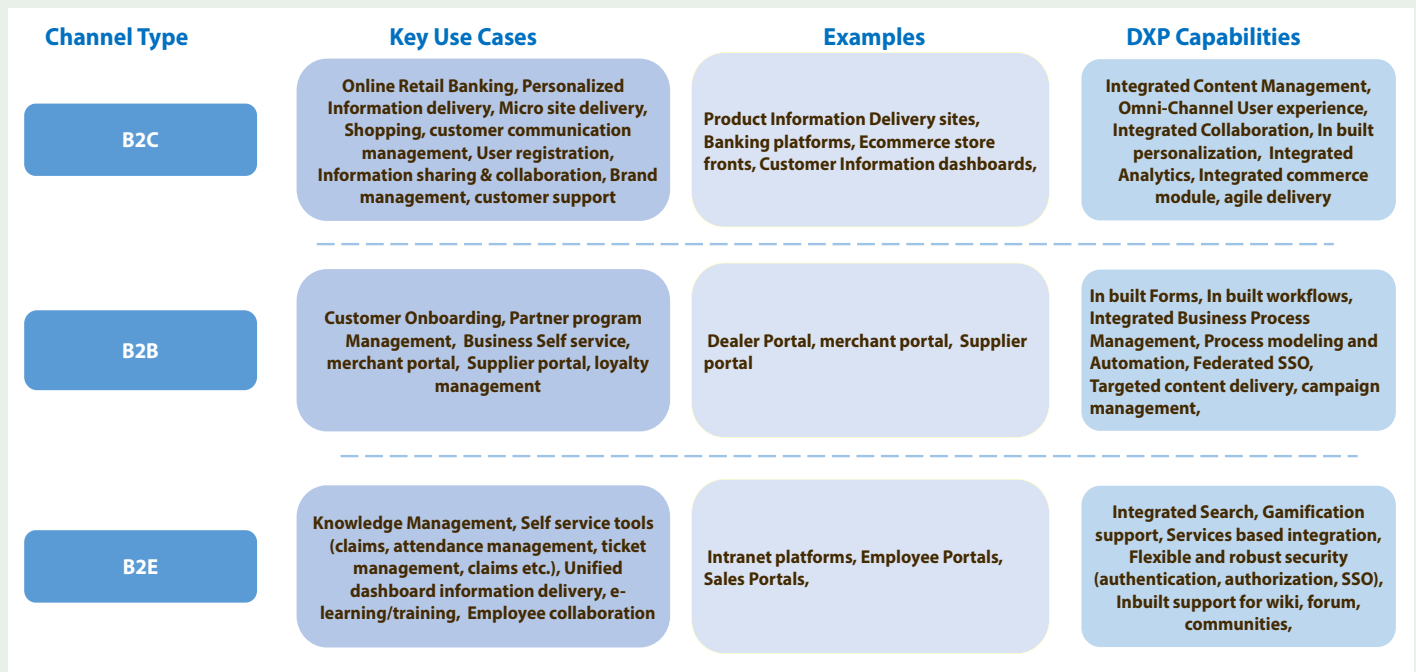 Channel Type
Key Use Cases
Examples
DXP Capabilities
B2C
Online Retail Banking, Personalized
Information delivery, Micro site delivery,
Shopping, customer communication
management, User registration,
Information sharing & collaboration, Brand
management, customer support
Product Information Delivery sites,
Banking platforms, Ecommerce store
fronts, Customer Information dashboards,
Integrated Content Management,
Omni-Channel User experience,
Integrated Collaboration, In built
personalization, Integrated
Analytics, Integrated commerce
module, agile delivery
B2B
Customer Onboarding, Partner program
Management, Business Self service,
merchant portal, Supplier portal, loyalty
management
Dealer Portal, merchant portal, Supplier
portal
In built Forms, In built workflows,
Integrated Business Process
Management, Process modeling and
Automation, Federated SSO,
Targeted content delivery, campaign
management,
B2E
Knowledge Management, Self service tools
(claims, attendance management, ticket
management, claims etc.), Unified
dashboard information delivery, e-
learning/training, Employee collaboration
Intranet platforms, Employee Portals,
Sales Portals,
Integrated Search, Gamification
support, Services based integration,
Flexible and robust security
(authentication, authorization, SSO),
Inbuilt support for wiki, forum,
communities,